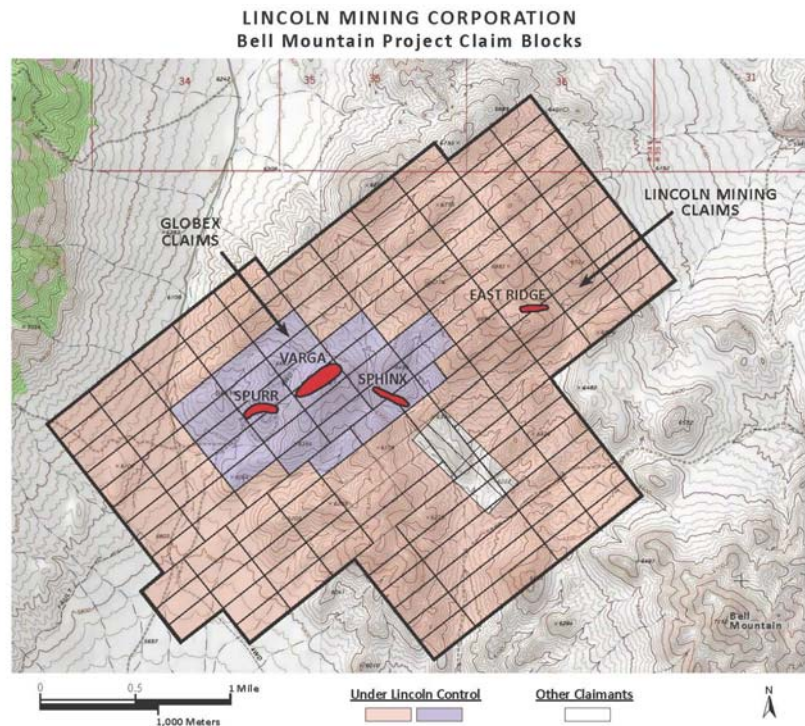 LINCOLN MINING CORPORATION
Bell Mountain Project Claim Blocks
34
35
36
31
GLOBEX
CLAIMS
LINCOLN MINING
CLAIMS
EAST RIDGE
VARGA
SPHINX
SPURR
Bell
Mountain
0
0.5
1 Mile
1,000 Meters
Under Lincoln Control
Other Claimants
N